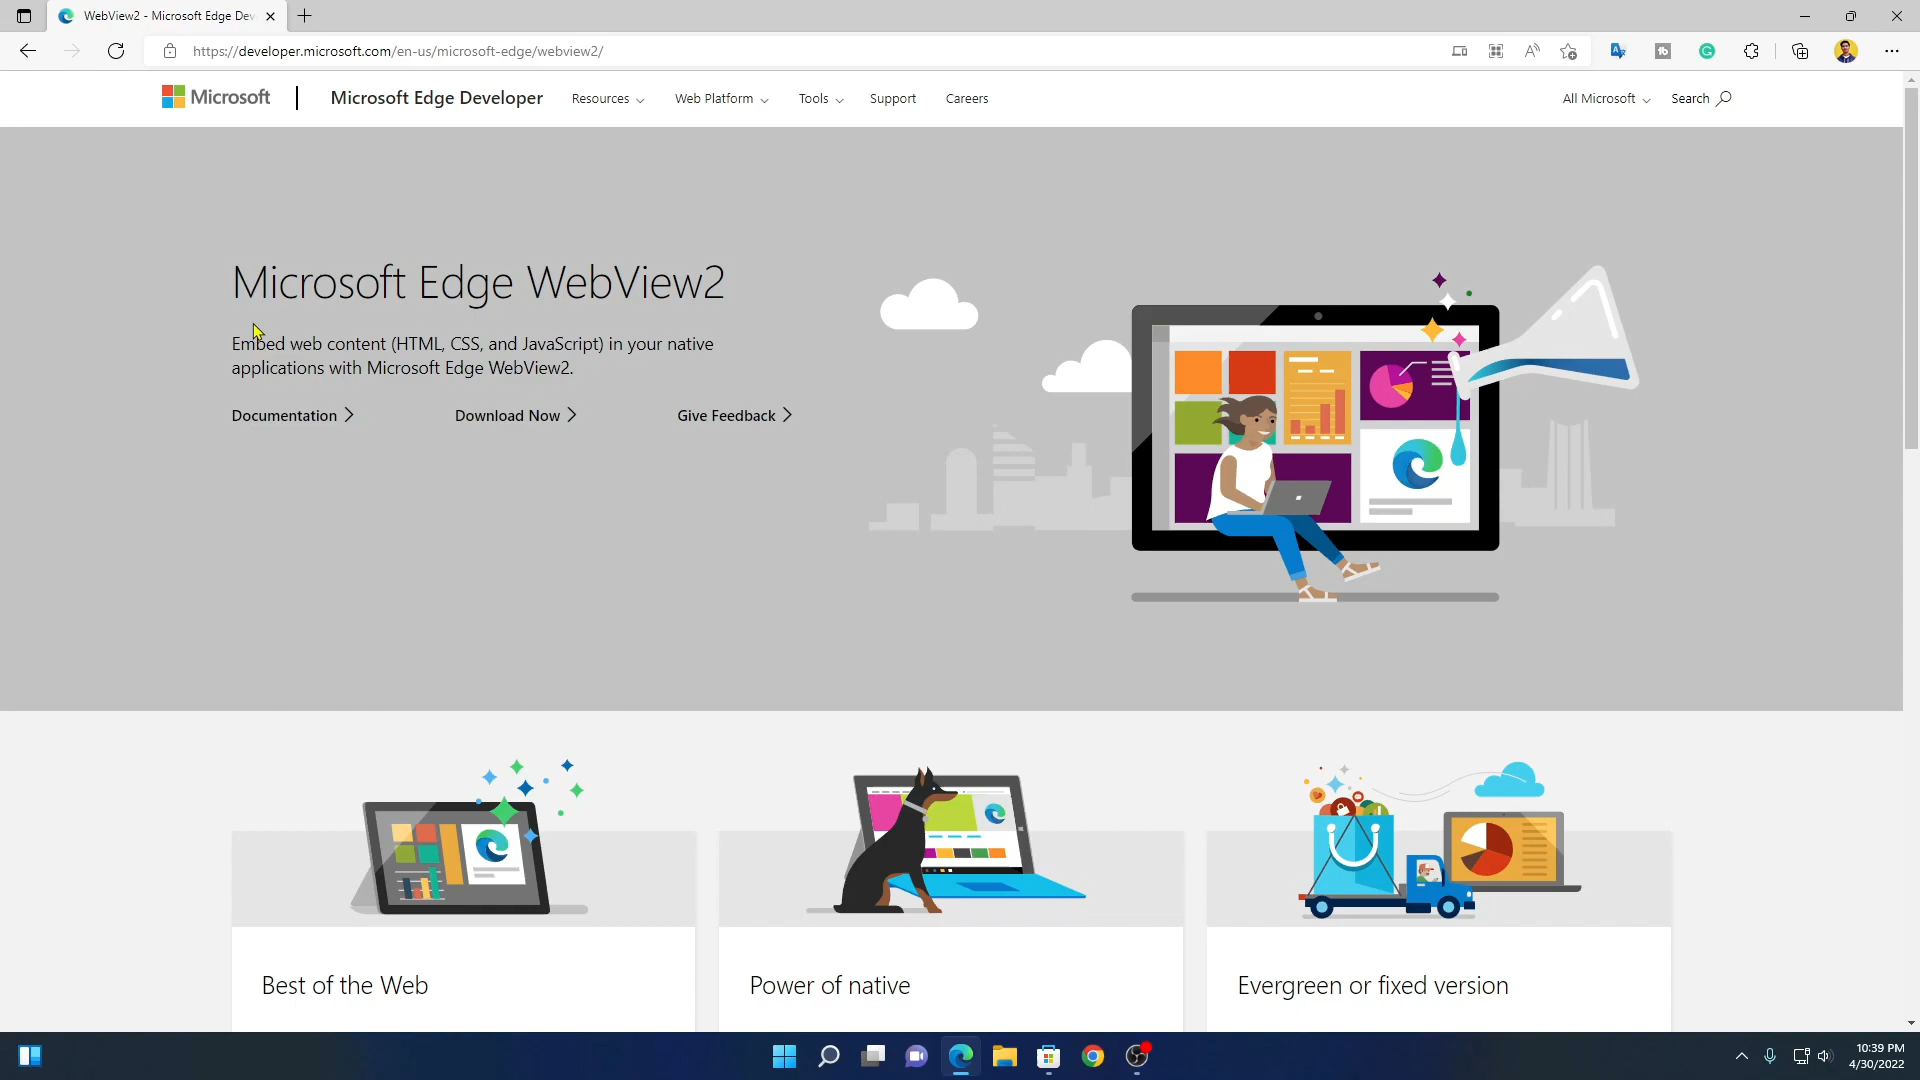 WebView2 - Microsoft Edge Dev
https://developer.microsoft.com/en-us/microsoft-edge/webview2/
Microsoft
Microsoft Edge Developer
Resources
Web Platform
Tools
Support
Careers
All Microsoft
Search
Microsoft Edge WebView2
Embed web content (HTML, CSS, and JavaScript) in your native
applications with Microsoft Edge WebView2.
Documentation
Download Now
Give Feedback
Best of the Web
Power of native
Evergreen or fixed version
10:39 PM
4/30/2022